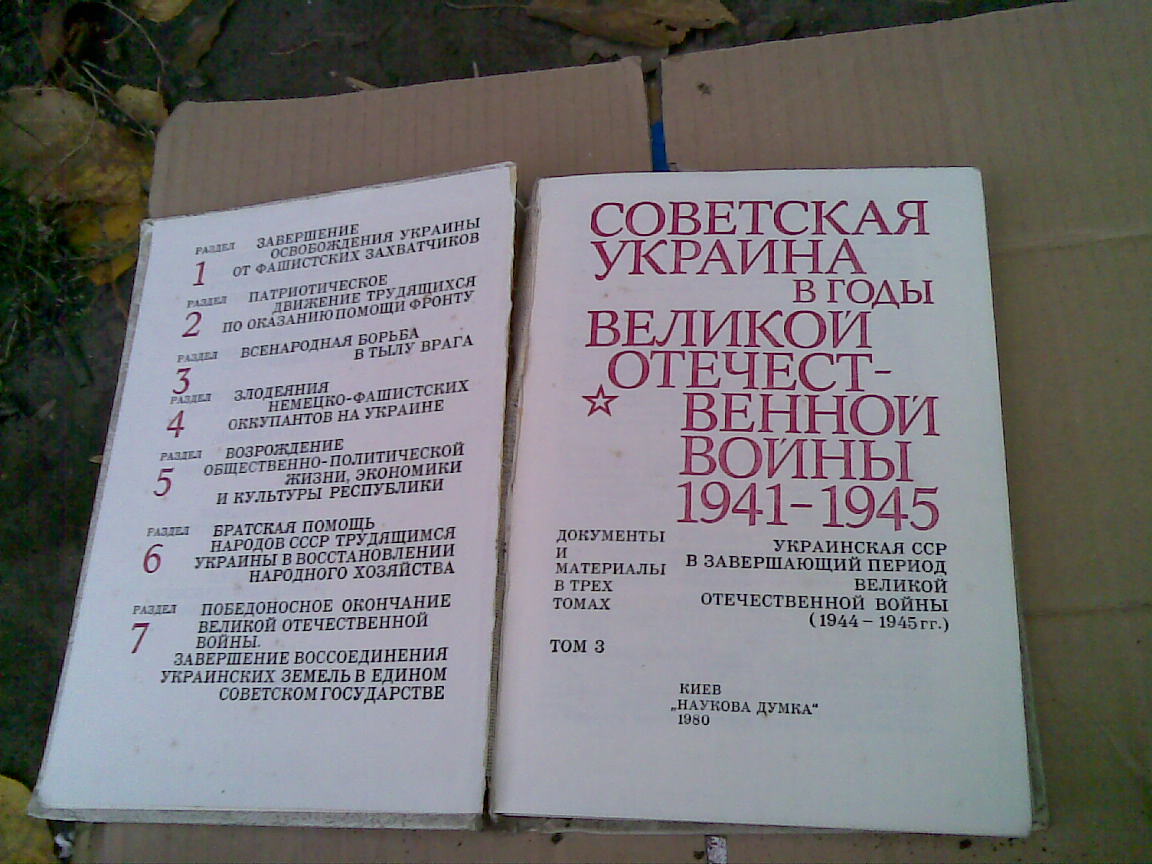 РАЗДЕЛ
1
ЗАВЕРШЕНИЕ
ОСВОБОЖДЕНИЯ УКРАИНЫ
ОТ ФАШИСТСКИХ ЗАХВАТЧИКОВ
РАЗДЕЛ
2
ПАТРИОТИЧЕСКОЕ
ДВИЖЕНИЕ ТРУДЯЩИХСЯ
ПО ОКАЗАНИЮ ПОМОЩИ ФРОНТУ
РАЗДЕЛ
3
ВСЕНАРОДНАЯ БОРЬБА
В ТЫЛУ ВРАГА
РАЗДЕЛ
4
ЗЛОДЕЯНИЯ
НЕМЕЦКО-ФАШИСТСКИХ
ОККУПАНТОВ НА УКРАИНЕ
РАЗДЕЛ
5
ВОЗРОЖДЕНИЕ
ОБЩЕСТВЕННО-ПОЛИТИЧЕСКОЙ
ЖИЗНИ, ЭКОНОМИКИ
И КУЛЬТУРЫ РЕСПУБЛИКИ
РАЗДЕЛ
6
БРАТСКАЯ ПОМОЩЬ
НАРОДОВ СССР ТРУДЯЩИМСЯ
УКРАИНЫ В ВОССТАНОВЛЕНИИ
НАРОДНОГО ХОЗЯЙСТВА
РАЗДЕЛ
7
ПОБЕДОНОСНОЕ ОКОНЧАНИЕ
ВЕЛИКОЙ ОТЕЧЕСТВЕННОЙ
ВОЙНЫ.
ЗАВЕРШЕНИЕ ВОССОЕДИНЕНИЯ
УКРАИНСКИХ ЗЕМЕЛЬ В ЕДИНОМ
СОВЕТСКОМ ГОСУДАРСТВЕ
СОВЕТСКАЯ
УКРАИНА
В ГОДЫ
ВЕЛИКОЙ
ОТЕЧЕСТ-
ВЕННОЙ
ВОЙНЫ
1941-1945
ДОКУМЕНТЫ
И
МАТЕРИАЛЫ
В ТРЕХ
ТОМАХ
ТОМ 3
УКРАИНСКАЯ ССР
В ЗАВЕРШАЮЩИЙ ПЕРИОД
ВЕЛИКОЙ
ОТЕЧЕСТВЕННОЙ ВОЙНЫ
(1944 - 1945 гг.)
КИЕВ
„НАУКОВА ДУМКА“
1980